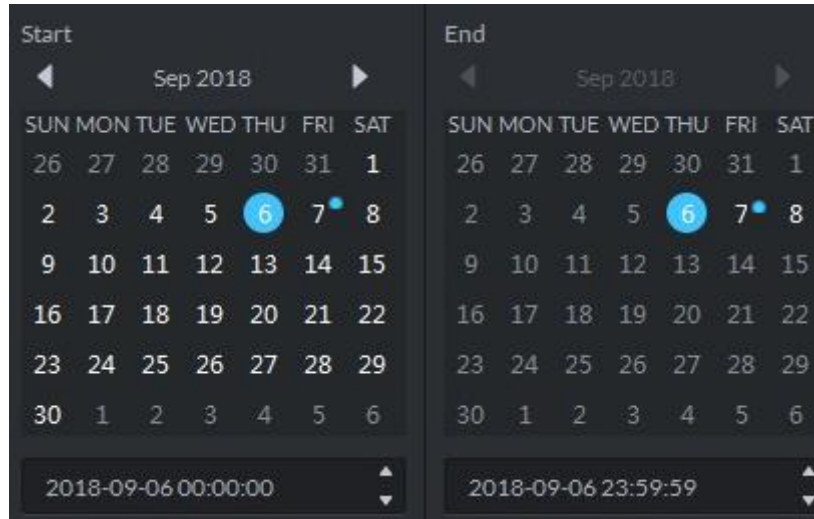 Start
Sep 2018
SUN MON TUE WED THU FRI SAT
26 27 28 29 30 31 1
2 3 4 5 6 7 8
9 10 11 12 13 14 15
16 17 18 19 20 21 22
23 24 25 26 27 28 29
30 1 2 3 4 5 6
2018-09-06 00:00:00
End
Sep 2018
SUN MON TUE WED THU FRI SAT
26 27 28 29 30 31 1
2 3 4 5 6 7 8
9 10 11 12 13 14 15
16 17 18 19 20 21 22
23 24 25 26 27 28 29
30 1 2 3 4 5 6
2018-09-06 23:59:59